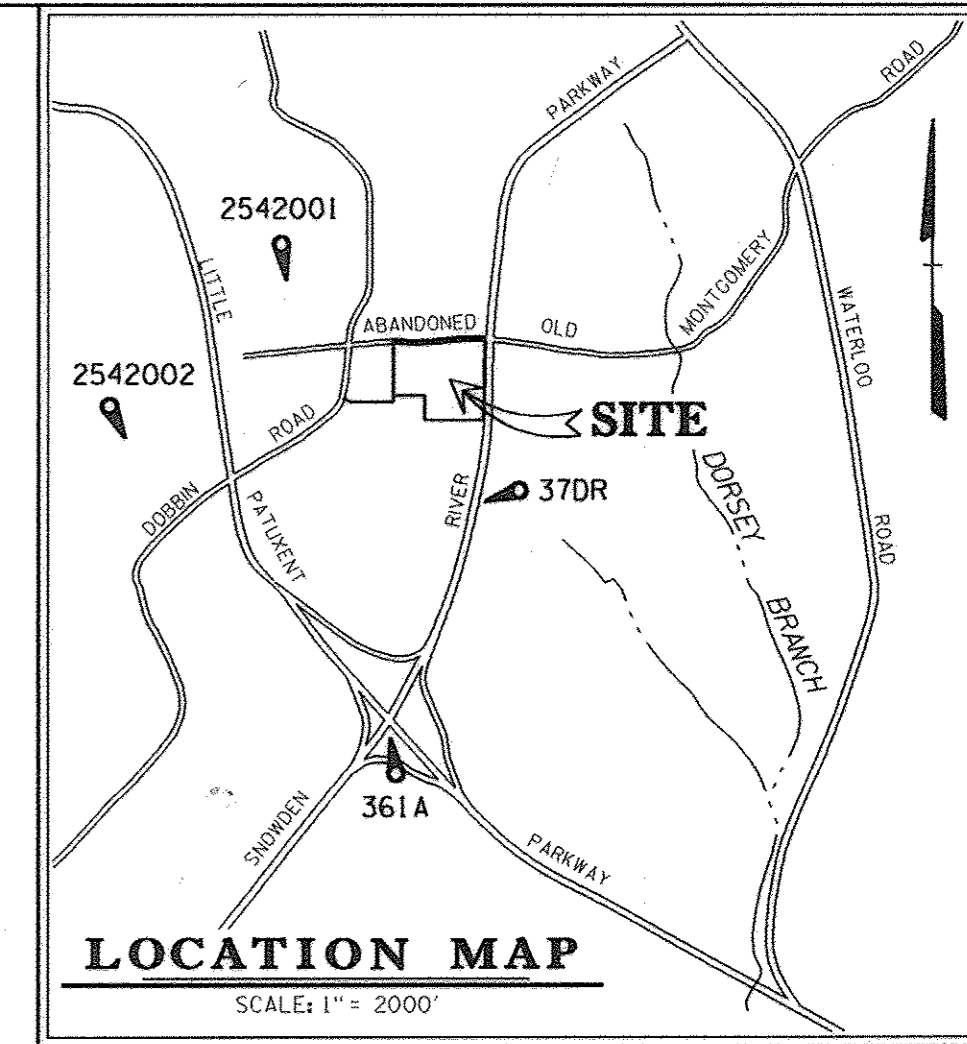 PARKWAY
ROAD
2541001
LITTLE
ABANDONED OLD MONTGOMERY
WATERLOO
2542002
SITE
DOBBIN ROAD
PATUXENT
RIVER
37DR
DORSEY
ROAD
BRANCH
361A
SNOWDEN
PARKWAY
LOCATION MAP
SCALE: 1" = 2000'